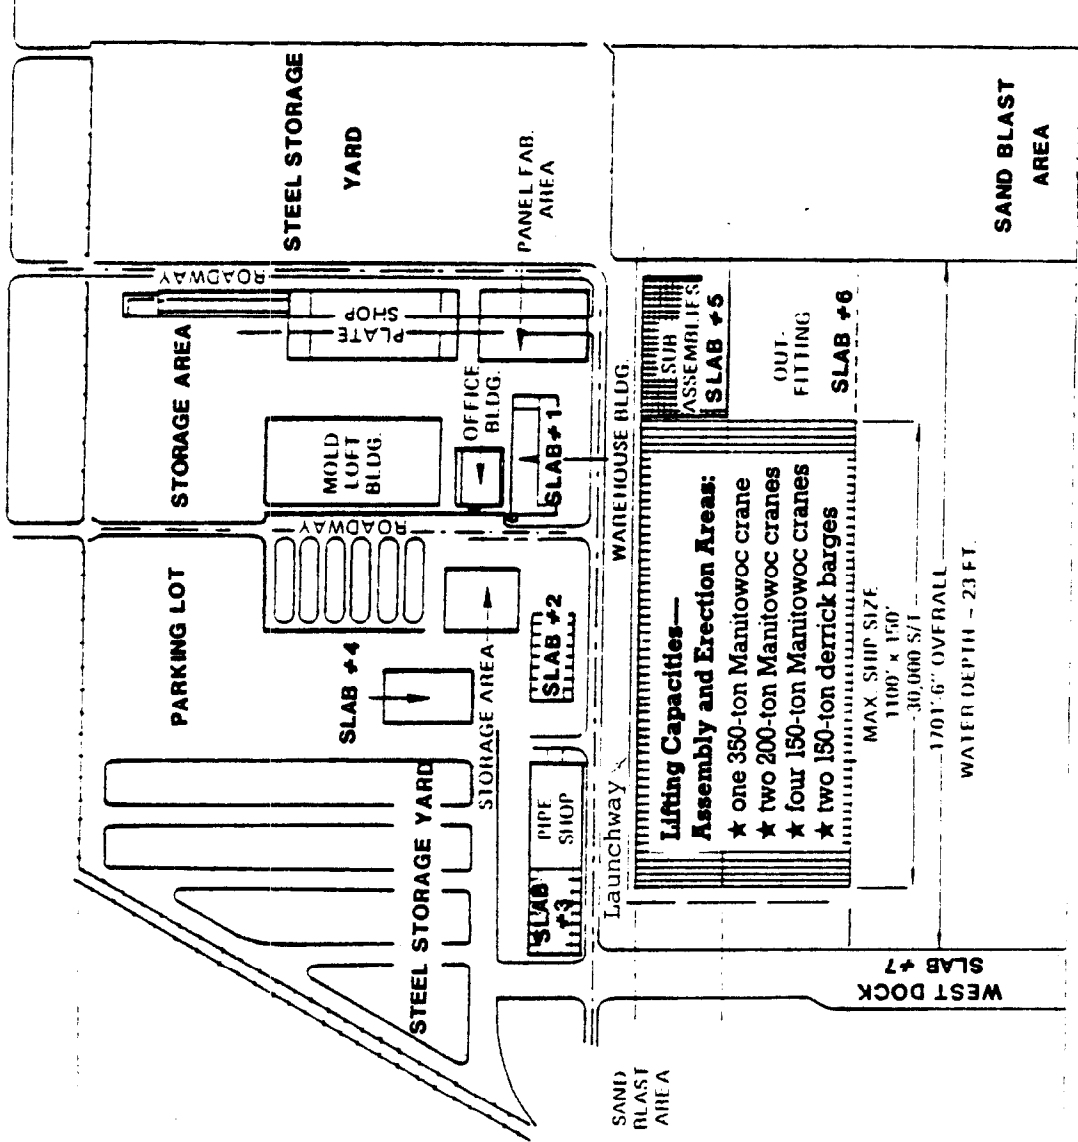 STEEL STORAGE
YARD
SAND BLAST
AREA
PANEL FAB.
AREA
ROADWAY
PLATE
SHOP
STORAGE AREA
MOLD
LOFT
BLDG.
OFFICE
BLDG.
SLAB #1
WAREHOUSE BLDG.
SUB
ASSEMBLIES
SLAB #5
OUT-
FITTING
SLAB #6
ROADWAY
PARKING LOT
SLAB #4
STORAGE AREA
SLAB #2
STEEL STORAGE YARD
PIPE
SHOP
SLAB
#3
Launchway
Lifting Capacities—
Assembly and Erection Areas:
★ one 350-ton Manitowoc crane
★ two 200-ton Manitowoc cranes
★ four 150-ton Manitowoc cranes
★ two 150-ton derrick barges
MAX. SHIP SIZE
1100' x 150'
30,000 S/T
1701'-6" OVERALL
WATER DEPTH – 23 FT.
WEST DOCK
SLAB #7
SAND
BLAST
AREA